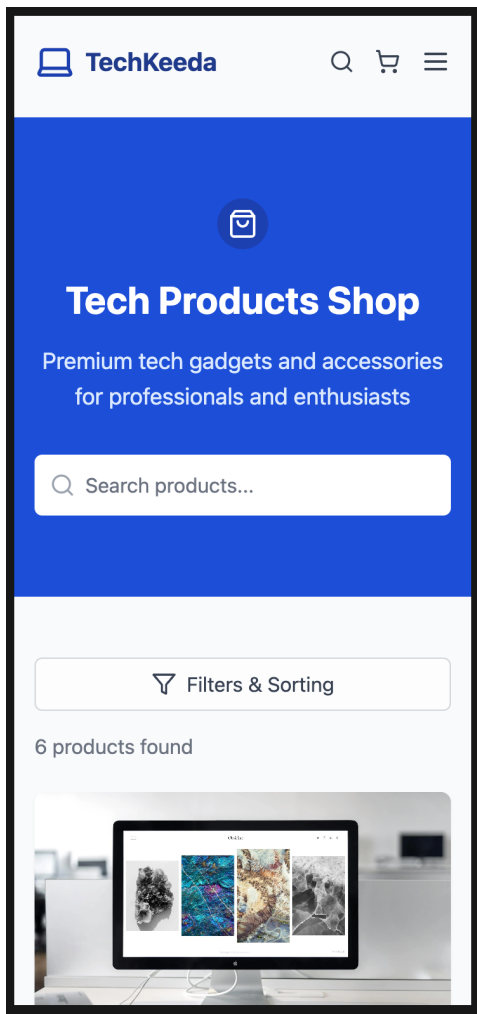 TechKeeda
Tech Products Shop
Premium tech gadgets and accessories
for professionals and enthusiasts
Search products...
Filters & Sorting
6 products found